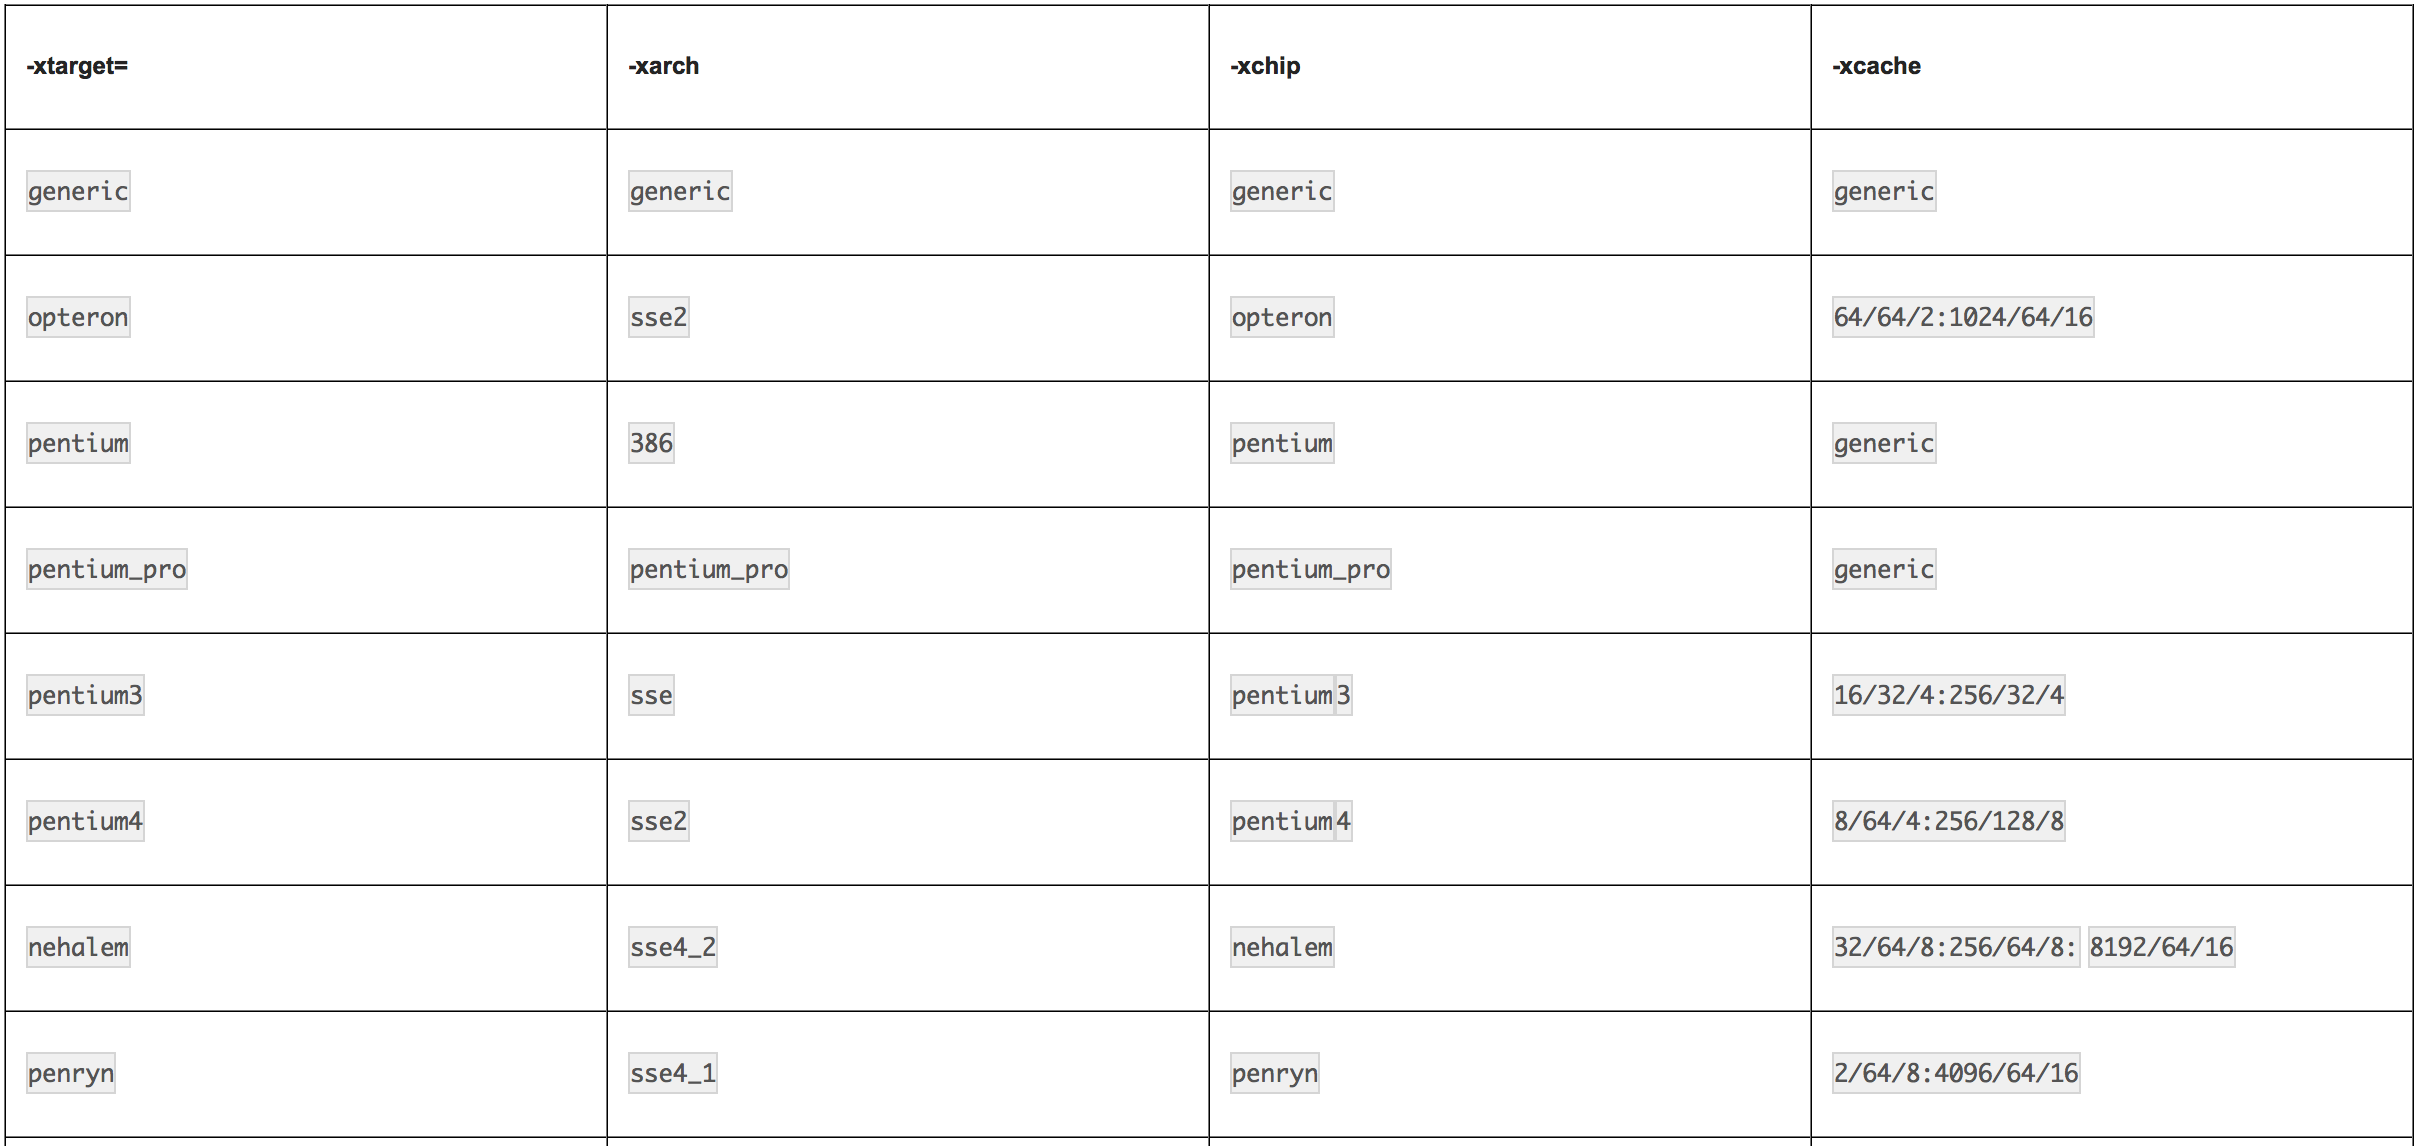 -xtarget= -xarch -xchip -xcache
generic generic generic generic
opteron sse2 opteron 64/64/2:1024/64/16
pentium 386 pentium generic
pentium_pro pentium_pro pentium_pro generic
pentium3 sse pentium3 16/32/4:256/32/4
pentium4 sse2 pentium4 8/64/4:256/128/8
nehalem sse4_2 nehalem 32/64/8:256/64/8: 8192/64/16
penryn sse4_1 penryn 2/64/8:4096/64/16